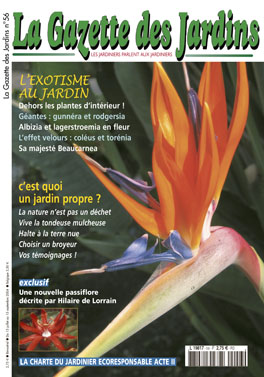 La Gazette des Jardins
LES JARDINIERS PARLENT AUX JARDINIERS
La Gazette des Jardins n°56
L'EXOTISME
AU JARDIN
Dehors les plantes d'intérieur !
Géantes : gunnéra et rodgersia
Albizia et lagerstroemia en fleur
L'effet velours : coléus et torénia
Sa majesté Beaucarnea
c'est quoi
un jardin propre ?
La nature n'est pas un déchet
Vive la tondeuse mulcheuse
Halte à la terre nue
Choisir un broyeur
Vos témoignages !
exclusif
Une nouvelle passiflore
décrite par Hilaire de Lorrain
LA CHARTE DU JARDINIER ECORESPONSABLE ACTE II